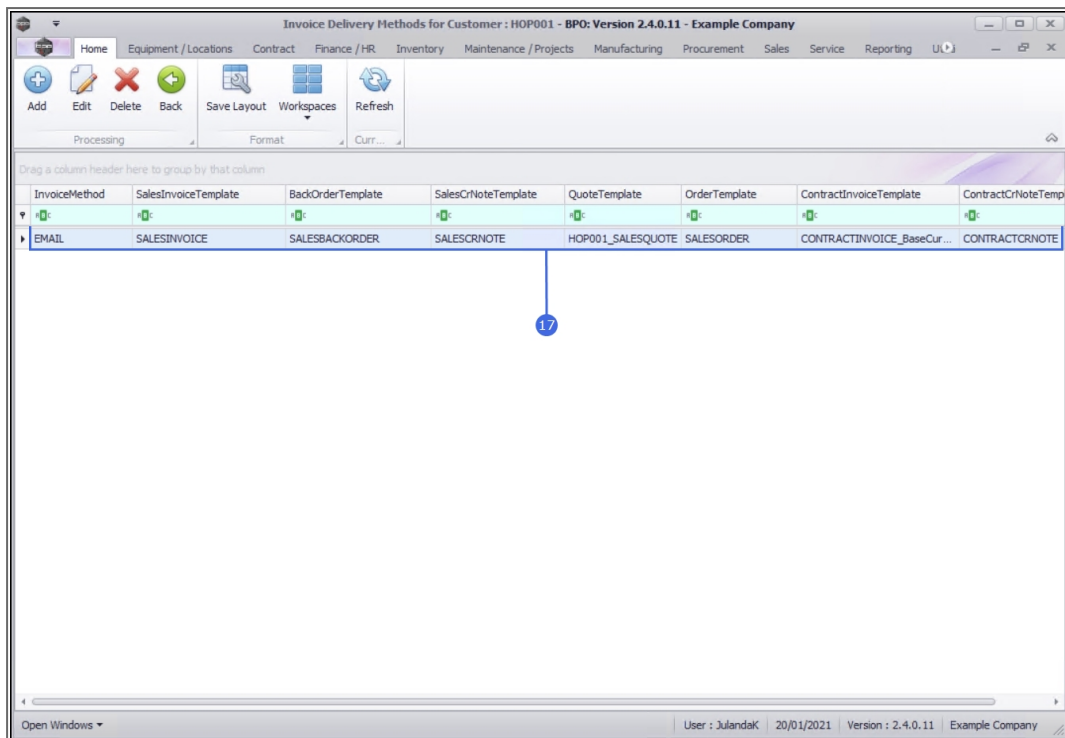 Invoice Delivery Methods for Customer : HOP001 - BPO: Version 2.4.0.11 - Example Company
Home Equipment / Locations Contract Finance / HR Inventory Maintenance / Projects Manufacturing Procurement Sales Service Reporting
Add Edit Delete Back Save Layout Workspaces Refresh
Processing Format Curr...
Drag a column header here to group by that column
InvoiceMethod SalesInvoiceTemplate BackOrderTemplate SalesCrNoteTemplate QuoteTemplate OrderTemplate ContractInvoiceTemplate ContractCrNoteTemp
EMAIL SALESINVOICE SALESBACKORDER SALESCRNOTE HOP001_SALESQUOTE SALESORDER CONTRACTINVOICE_BaseCur... CONTRACTCRNOTE
17
Open Windows User : JulandaK 20/01/2021 Version : 2.4.0.11 Example Company